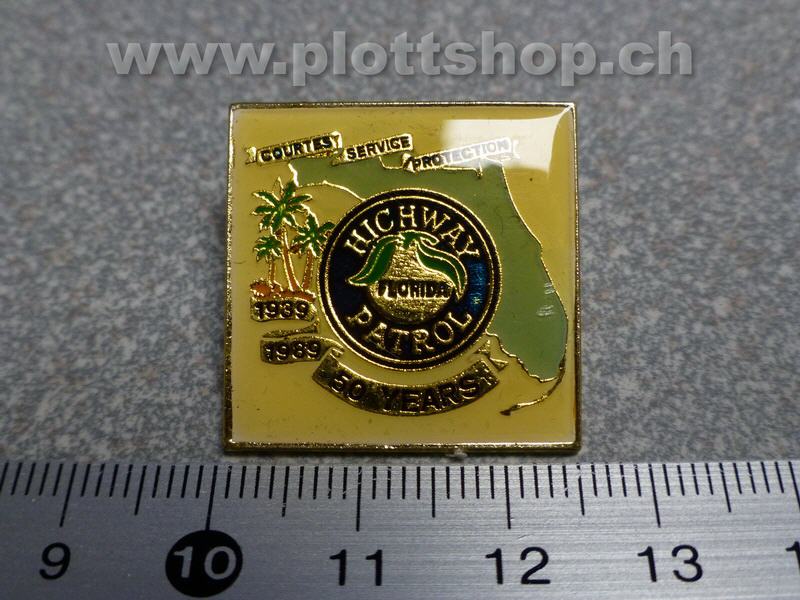 www.plottshop.ch
COURTESY SERVICE PROTECTION
HIGHWAY
FLORIDA
PATROL
1939
1989
50 YEARS
9 10 11 12 13